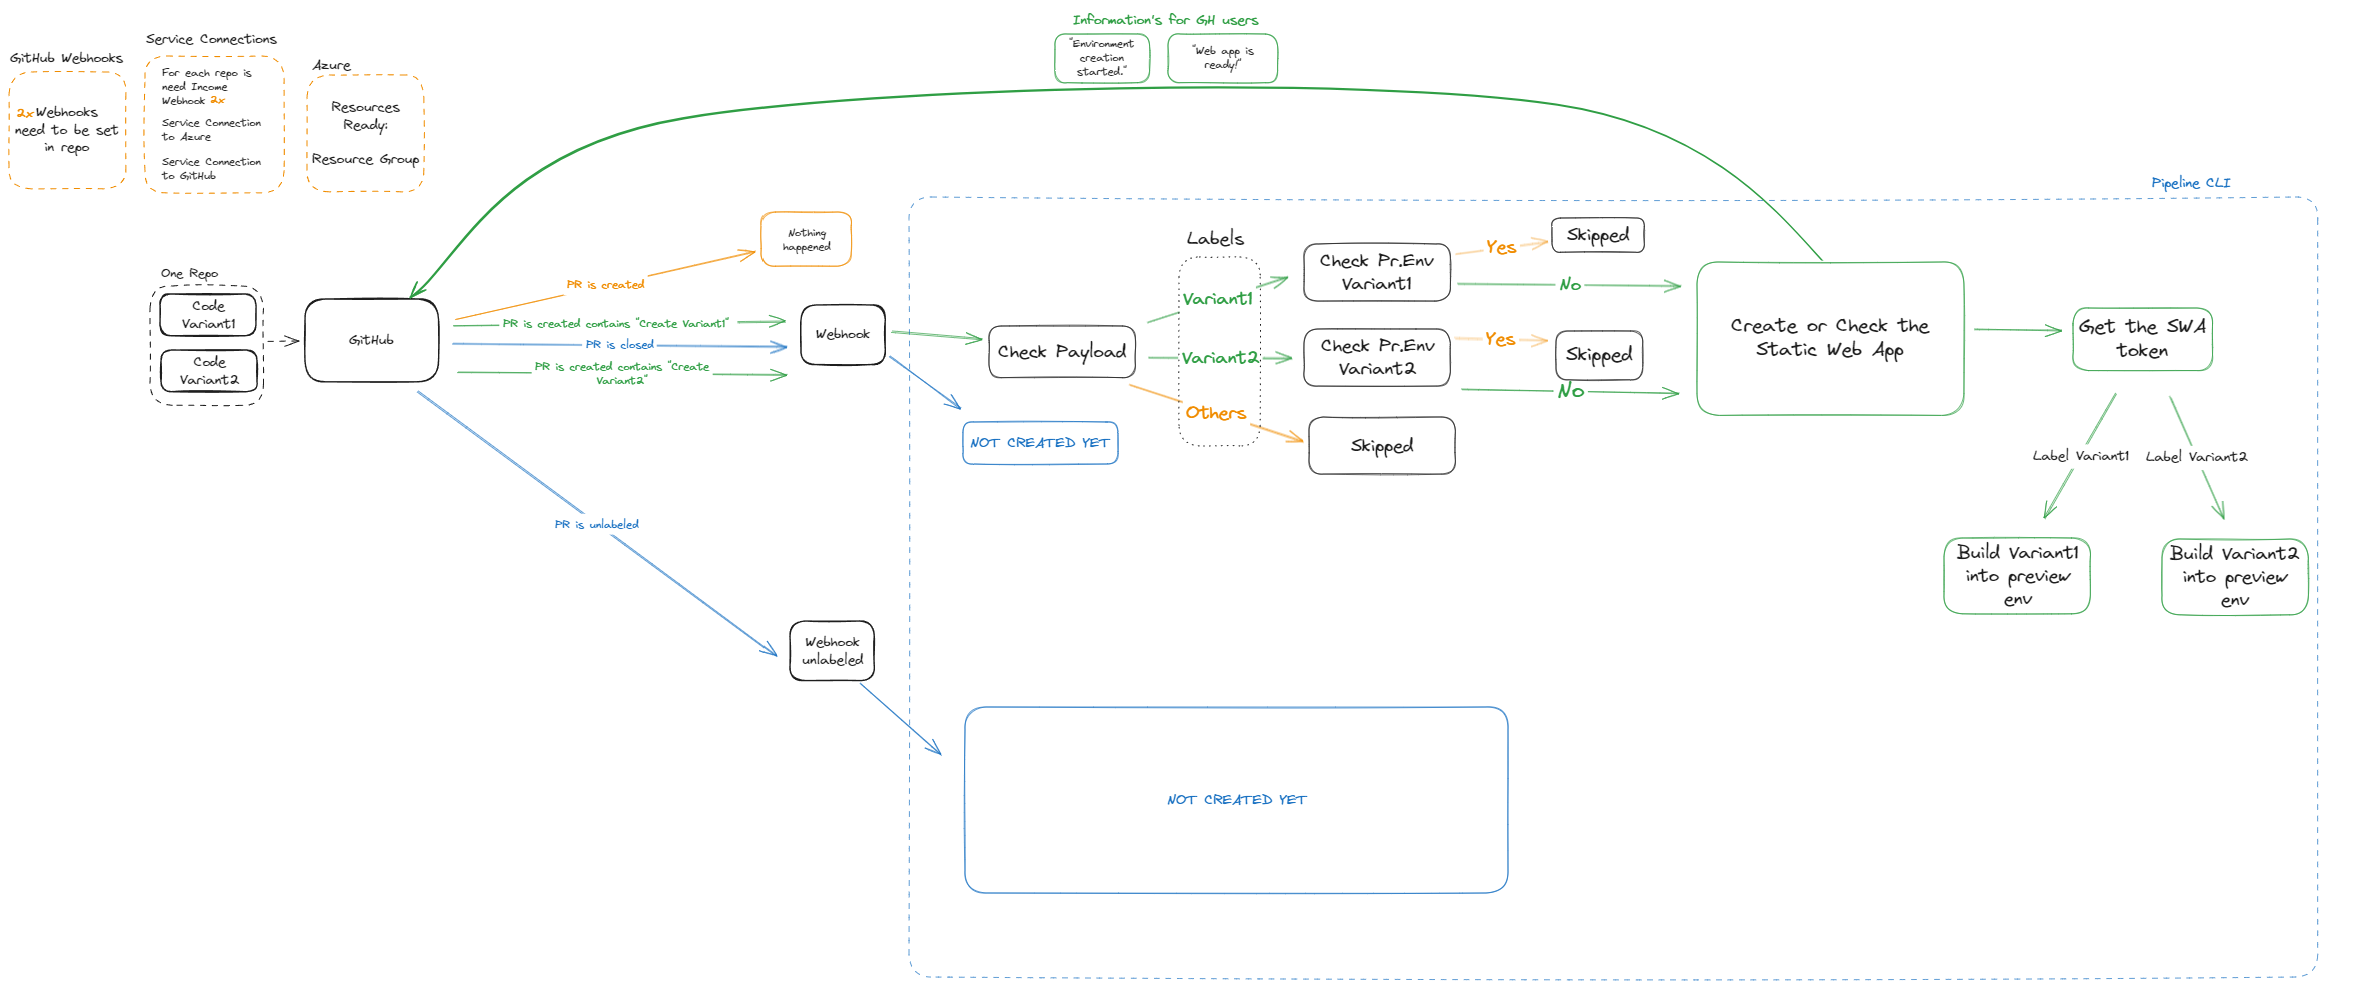 Information's for GH users
"Environment
creation
started."
"Web app is
ready!"
GitHub Webhooks
2x Webhooks
need to be set
in repo
Service Connections
For each repo is
need Income
Webhook 2x
Service Connection
to Azure
Service Connection
to GitHub
Azure
Resources
Ready:
Resource Group
Pipeline CLI
One Repo
Code
Variant1
Code
Variant2
GitHub
PR is created
Nothing
happened
PR is created contains "Create Variant1"
PR is closed
PR is created contains "Create
Variant2"
Webhook
NOT CREATED YET
Check Payload
Labels
Variant1
Variant2
Others
Check Pr.Env
Variant1
Yes
Skipped
No
Check Pr.Env
Variant2
Yes
Skipped
No
Skipped
Create or Check the
Static Web App
Get the SWA
token
Label Variant1
Label Variant2
Build Variant1
into preview
env
Build Variant2
into preview
env
PR is unlabeled
Webhook
unlabeled
NOT CREATED YET